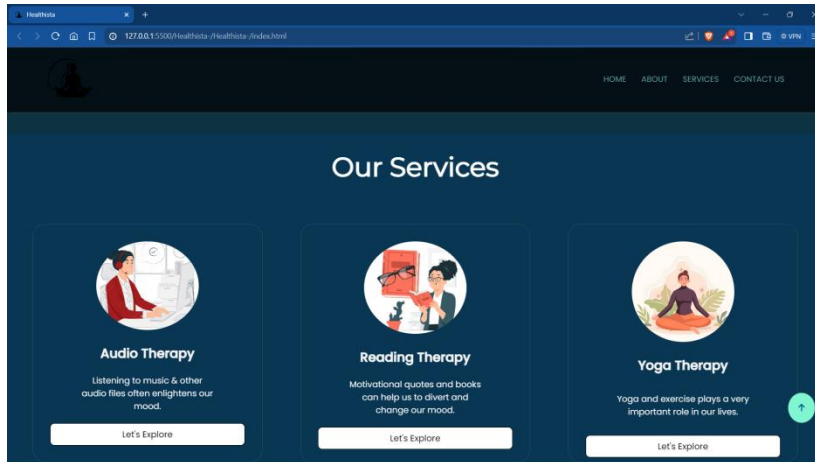 Healthista
127.0.0.1:5500/Healthista-/Healthista-/index.html
VPN
HOME ABOUT SERVICES CONTACT US
Our Services
Audio Therapy
Listening to music & other
audio files often enlightens our
mood.
Let's Explore
Reading Therapy
Motivational quotes and books
can help us to divert and
change our mood.
Let's Explore
Yoga Therapy
Yoga and exercise plays a very
important role in our lives.
Let's Explore